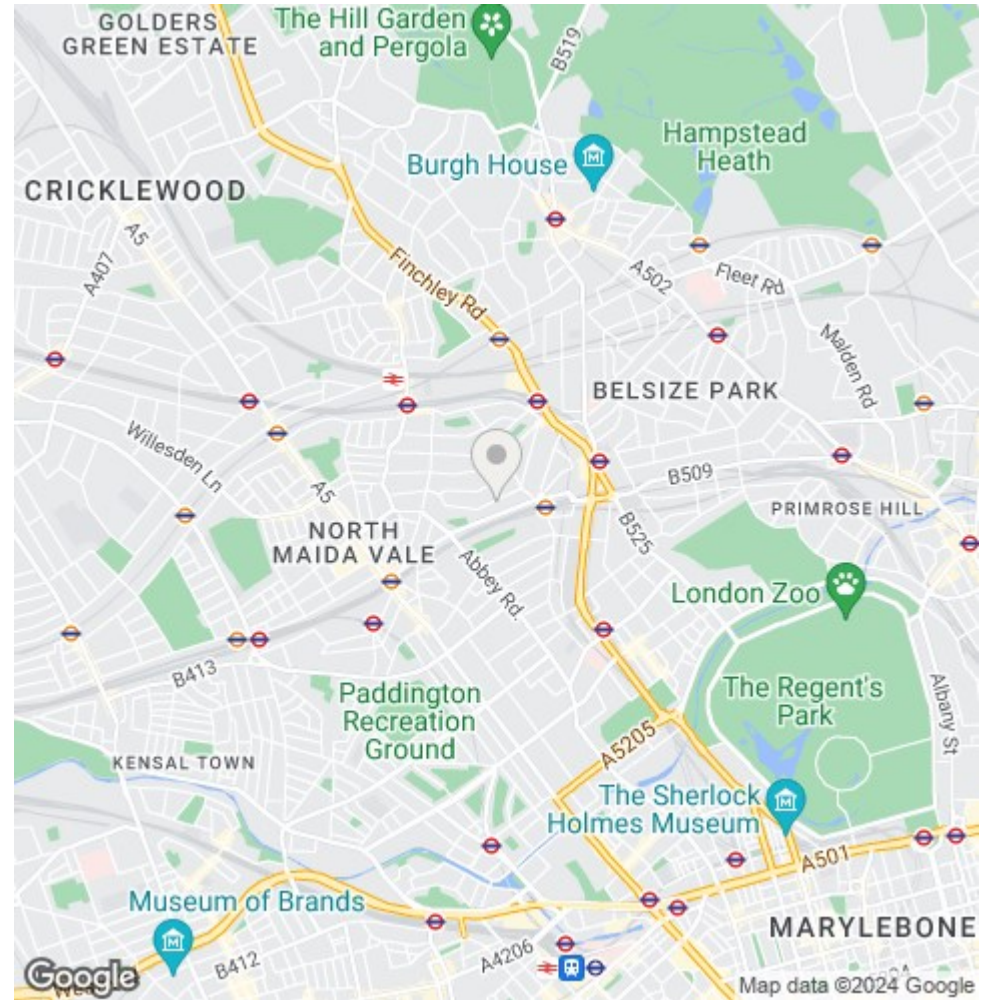 GOLDERS
GREEN ESTATE
The Hill Garden
and Pergola
B519
Burgh House
Hampstead
Heath
CRICKLEWOOD
A5
A407
Finchley Rd
A502
Fleet Rd
Malden Rd
BELSIZE PARK
Willesden Ln
A5
B509
PRIMROSE HILL
NORTH
MAIDA VALE
Abbey Rd.
B525
London Zoo
B413
Paddington
Recreation
Ground
The Regent's
Park
Albany St
KENSAL TOWN
A5205
The Sherlock
Holmes Museum
A501
Museum of Brands
MARYLEBONE
B412
A4206
Google
Map data ©2024 Google